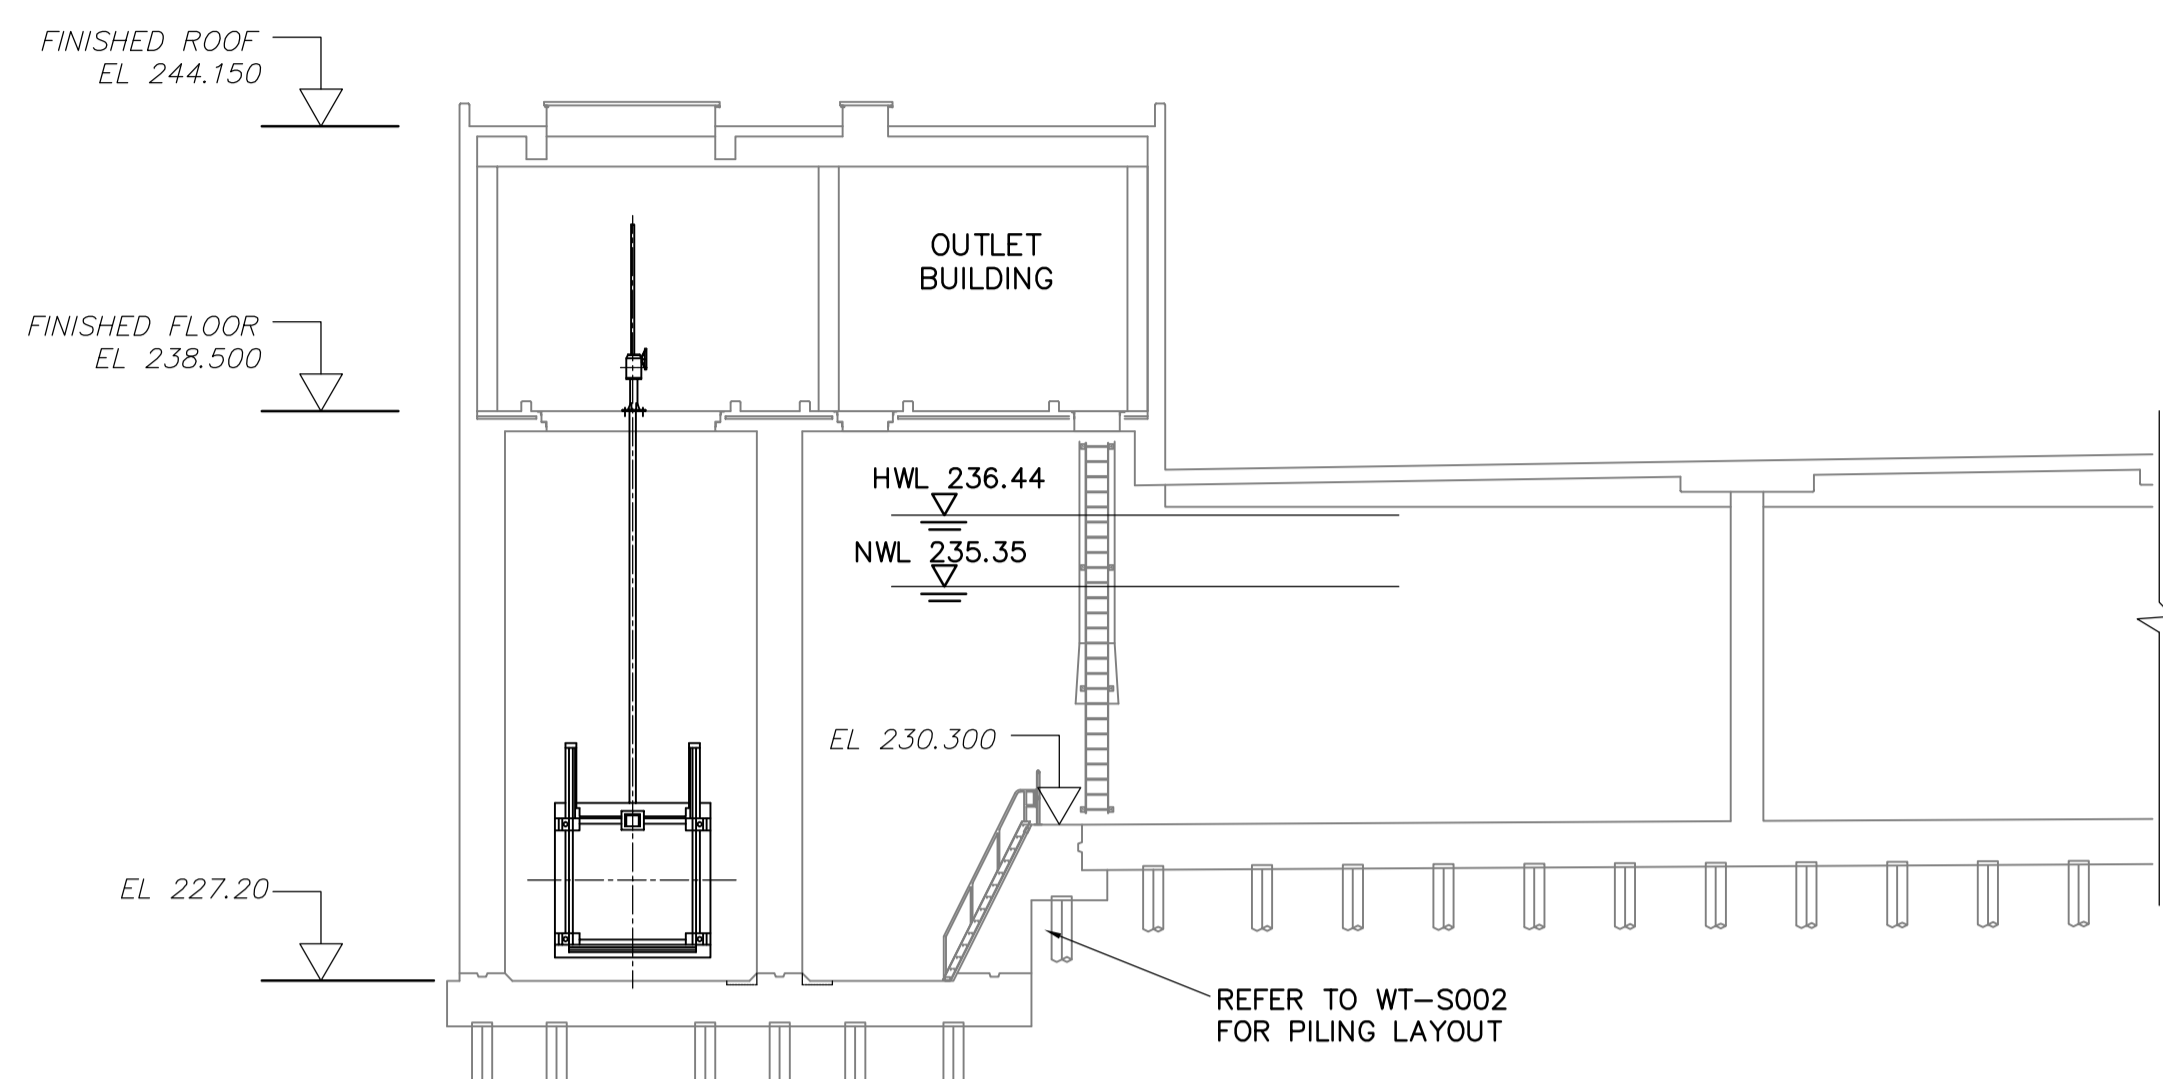 FINISHED ROOF
EL 244.150
OUTLET
BUILDING
FINISHED FLOOR
EL 238.500
HWL 236.44
NWL 235.35
EL 230.300
EL 227.20
REFER TO WT-S002
FOR PILING LAYOUT